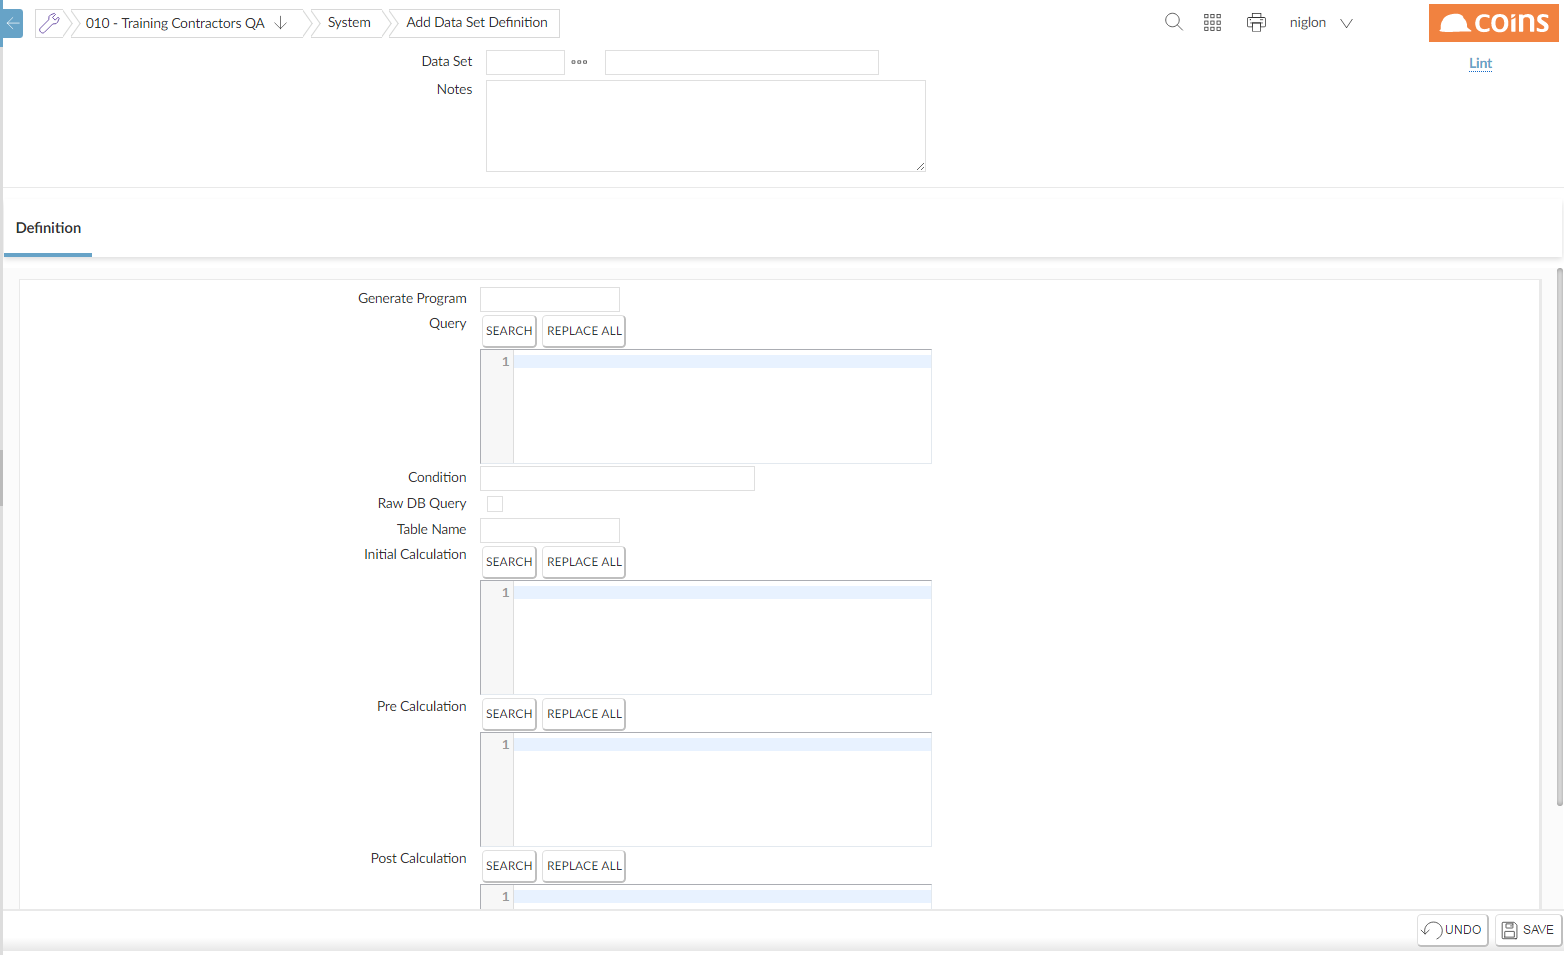 010 - Training Contractors QA
System
Add Data Set Definition
niglon
coins
Data Set
Lint
Notes
Definition
Generate Program
Query
SEARCH
REPLACE ALL
1
Condition
Raw DB Query
Table Name
Initial Calculation
SEARCH
REPLACE ALL
1
Pre Calculation
SEARCH
REPLACE ALL
1
Post Calculation
SEARCH
REPLACE ALL
1
UNDO
SAVE